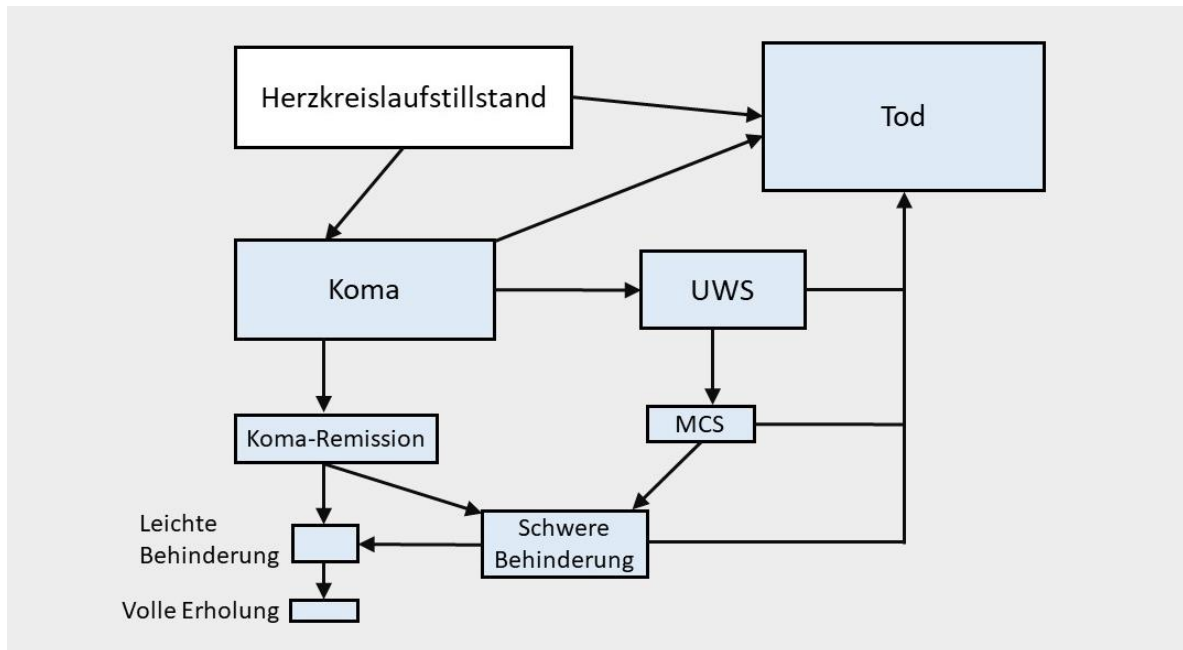 Herzkreislaufstillstand
Tod
Koma
UWS
Koma-Remission
MCS
Leichte
Behinderung
Schwere
Behinderung
Volle Erholung